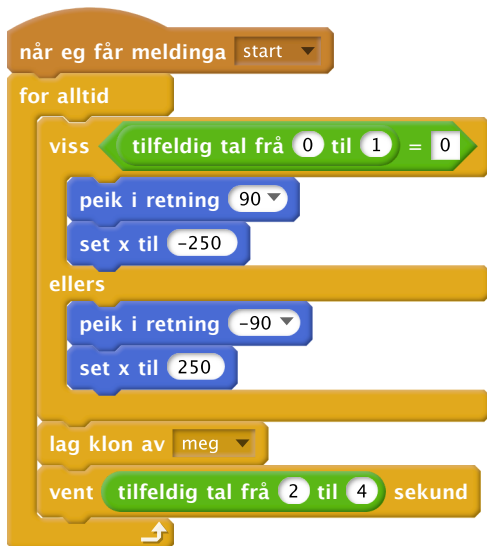 når eg får meldinga start
for alltid
viss tilfeldig tal frå 0 til 1 = 0
peik i retning 90
set x til -250
ellers
peik i retning -90
set x til 250
lag klon av meg
vent tilfeldig tal frå 2 til 4 sekund